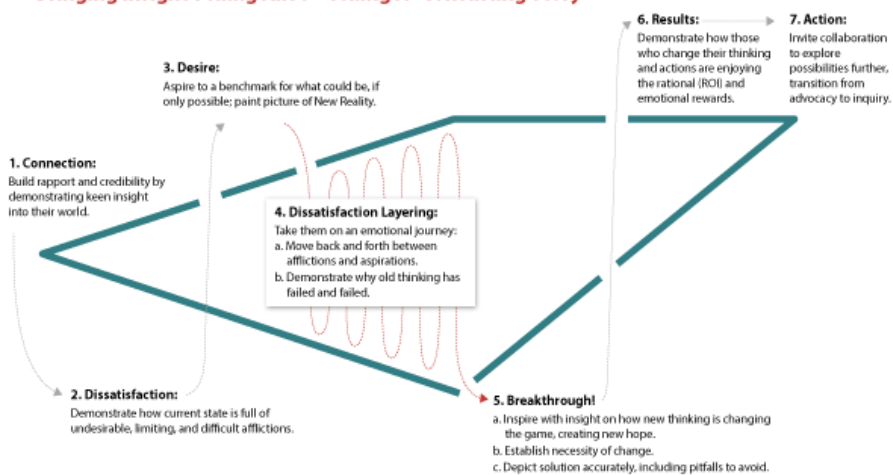 1. Connection:
Build rapport and credibility by
demonstrating keen insight
into their world.
2. Dissatisfaction:
Demonstrate how current state is full of
undesirable, limiting, and difficult afflictions.
3. Desire:
Aspire to a benchmark for what could be, if
only possible; paint picture of New Reality.
4. Dissatisfaction Layering:
Take them on an emotional journey:
a. Move back and forth between
afflictions and aspirations.
b. Demonstrate why old thinking has
failed and failed.
5. Breakthrough!
a. Inspire with insight on how new thinking is changing
the game, creating new hope.
b. Establish necessity of change.
c. Depict solution accurately, including pitfalls to avoid.
6. Results:
Demonstrate how those
who change their thinking
and actions are enjoying
the rational (ROI) and
emotional rewards.
7. Action:
Invite collaboration
to explore
possibilities further,
transition from
advocacy to inquiry.